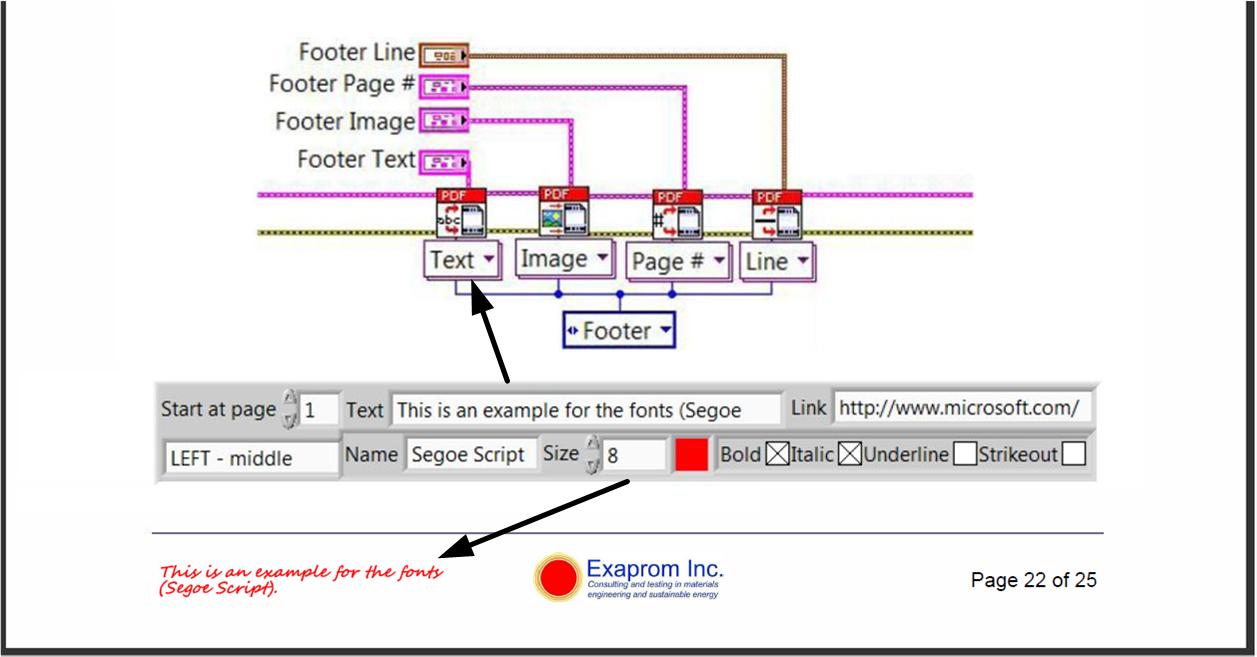 Footer Line
Footer Page #
Footer Image
Footer Text
PDF PDF PDF PDF
abc #
Text Image Page # Line
Footer
Start at page 1 Text This is an example for the fonts (Segoe Link http://www.microsoft.com/
LEFT - middle Name Segoe Script Size 8 Bold Italic Underline Strikeout
This is an example for the fonts
(Segoe Script).
Exaprom Inc.
Consulting and testing in materials
engineering and sustainable energy
Page 22 of 25